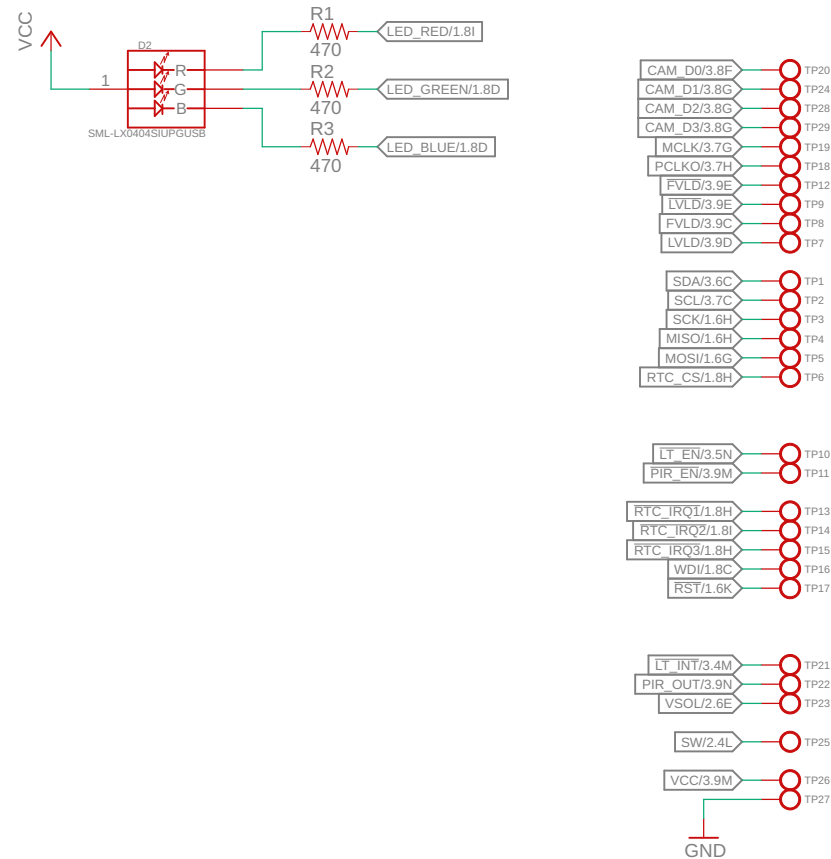 VCC
D2
1
R
G
B
SML-LX0404SIUPGUSB
R1
470
LED_RED/1.8I
R2
470
LED_GREEN/1.8D
R3
470
LED_BLUE/1.8D
CAM_D0/3.8F TP20
CAM_D1/3.8G TP24
CAM_D2/3.8G TP28
CAM_D3/3.8G TP29
MCLK/3.7G TP19
PCLKO/3.7H TP18
FVLD/3.9E TP12
LVLD/3.9E TP9
FVLD/3.9C TP8
LVLD/3.9D TP7
SDA/3.6C TP1
SCL/3.7C TP2
SCK/1.6H TP3
MISO/1.6H TP4
MOSI/1.6G TP5
RTC_CS/1.8H TP6
LT_EN/3.5N TP10
PIR_EN/3.9M TP11
RTC_IRQ1/1.8H TP13
RTC_IRQ2/1.8I TP14
RTC_IRQ3/1.8H TP15
WDI/1.8C TP16
RST/1.6K TP17
LT_INT/3.4M TP21
PIR_OUT/3.9N TP22
VSOL/2.6E TP23
SW/2.4L TP25
VCC/3.9M TP26
TP27
GND